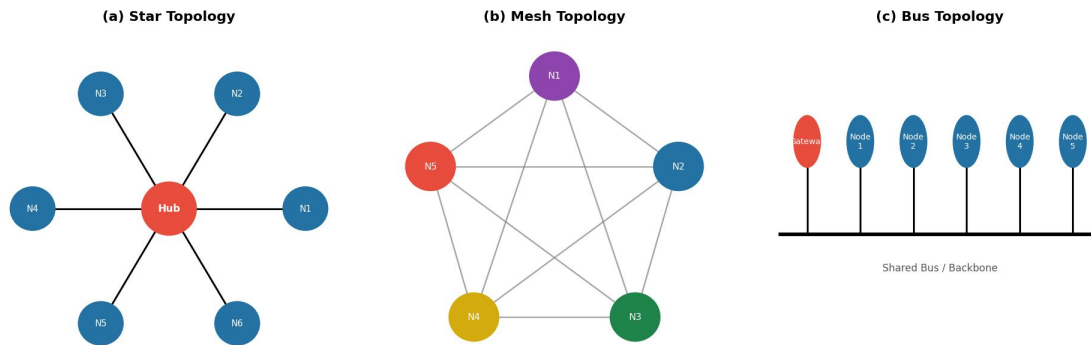 (a) Star Topology
N3
N2
N4
Hub
N1
N5
N6
(b) Mesh Topology
N1
N5
N2
N4
N3
(c) Bus Topology
Gateway
Node
1
Node
2
Node
3
Node
4
Node
5
Shared Bus / Backbone